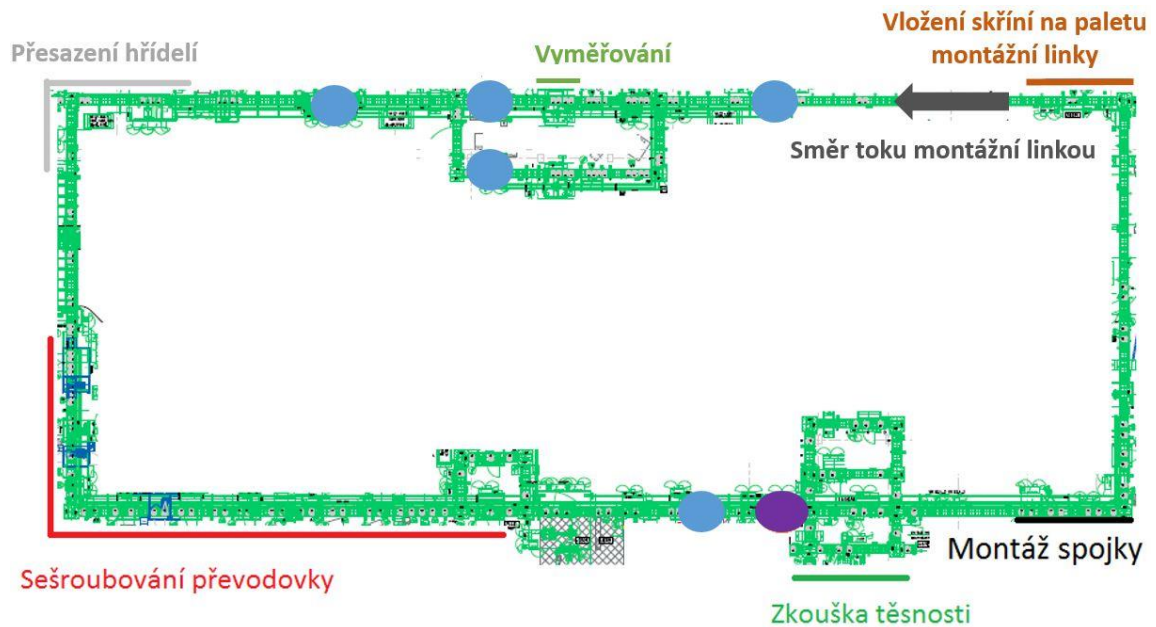 Přesazení hřídelí
Vyměřování
Vložení skříní na paletu
montážní linky
Směr toku montážní linkou
Sešroubování převodovky
Montáž spojky
Zkouška těsnosti